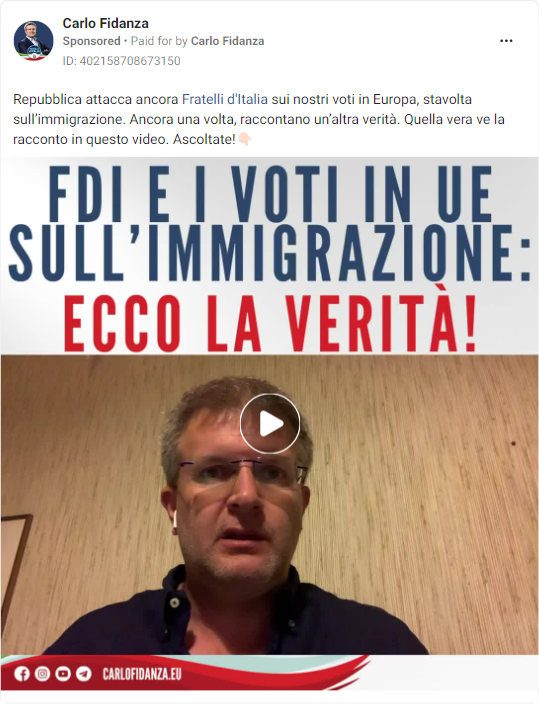 Carlo Fidanza
Sponsored • Paid for by Carlo Fidanza
ID: 402158708673150
Repubblica attacca ancora Fratelli d'Italia sui nostri voti in Europa, stavolta
sull’immigrazione. Ancora una volta, raccontano un’altra verità. Quella vera ve la
racconto in questo video. Ascoltate!👇🏻
FDI E I VOTI IN UE
SULL’IMMIGRAZIONE:
ECCO LA VERITÀ!
CARLOFIDANZA.EU